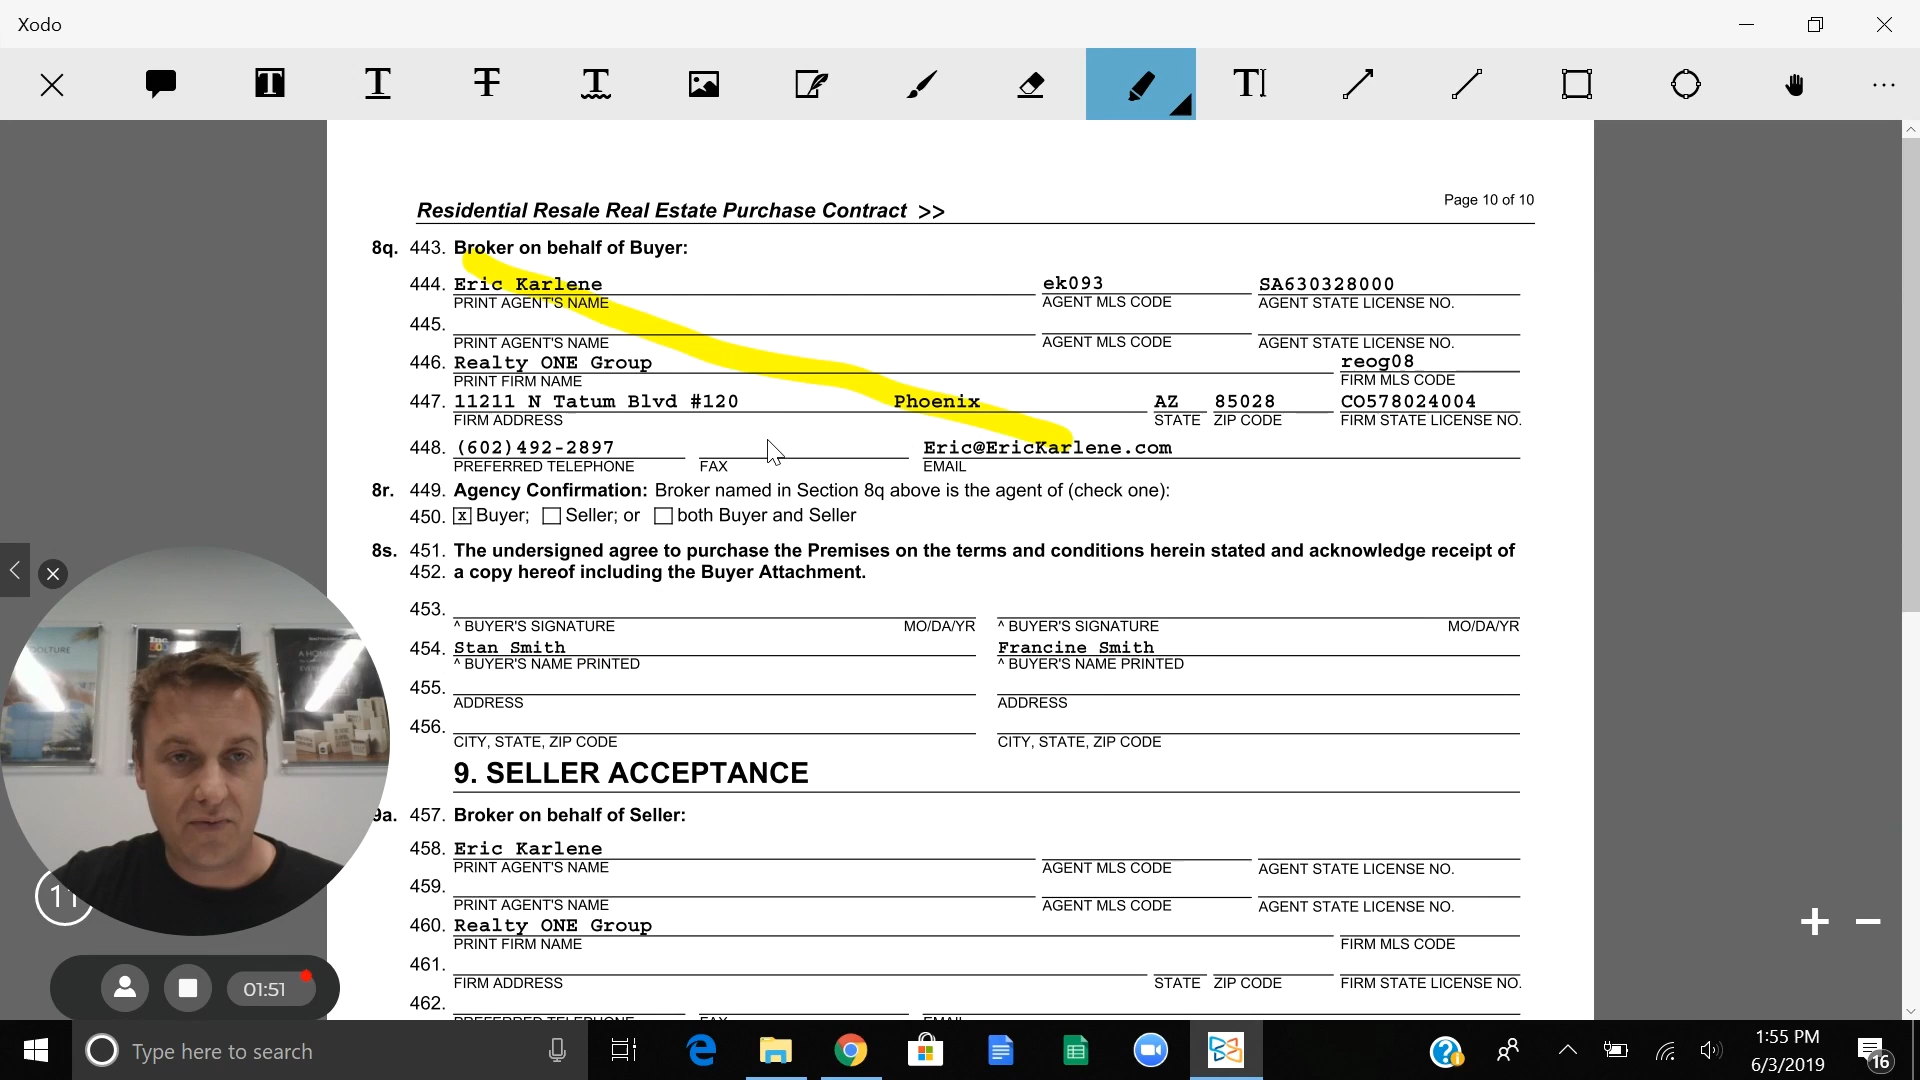 Xodo
Page 10 of 10
Residential Resale Real Estate Purchase Contract >>
8q. 443. Broker on behalf of Buyer:
444. Eric Karlene ek093 SA630328000
PRINT AGENT'S NAME AGENT MLS CODE AGENT STATE LICENSE NO.
445.
PRINT AGENT'S NAME AGENT MLS CODE AGENT STATE LICENSE NO.
446. Realty ONE Group reog08
PRINT FIRM NAME FIRM MLS CODE
447. 11211 N Tatum Blvd #120 Phoenix AZ 85028 CO578024004
FIRM ADDRESS STATE ZIP CODE FIRM STATE LICENSE NO.
448. (602)492-2897 Eric@EricKarlene.com
PREFERRED TELEPHONE FAX EMAIL
8r. 449. Agency Confirmation: Broker named in Section 8q above is the agent of (check one):
450. x Buyer; Seller; or both Buyer and Seller
8s. 451. The undersigned agree to purchase the Premises on the terms and conditions herein stated and acknowledge receipt of
452. a copy hereof including the Buyer Attachment.
453.
^ BUYER'S SIGNATURE MO/DA/YR ^ BUYER'S SIGNATURE MO/DA/YR
454. Stan Smith Francine Smith
^ BUYER'S NAME PRINTED ^ BUYER'S NAME PRINTED
455.
ADDRESS ADDRESS
456.
CITY, STATE, ZIP CODE CITY, STATE, ZIP CODE
9. SELLER ACCEPTANCE
9a. 457. Broker on behalf of Seller:
458. Eric Karlene
PRINT AGENT'S NAME AGENT MLS CODE AGENT STATE LICENSE NO.
459.
PRINT AGENT'S NAME AGENT MLS CODE AGENT STATE LICENSE NO.
460. Realty ONE Group
PRINT FIRM NAME FIRM MLS CODE
461.
FIRM ADDRESS STATE ZIP CODE FIRM STATE LICENSE NO.
462.
PREFERRED TELEPHONE FAX EMAIL
Inc.
11
01:51
Type here to search
1:55 PM
6/3/2019
16